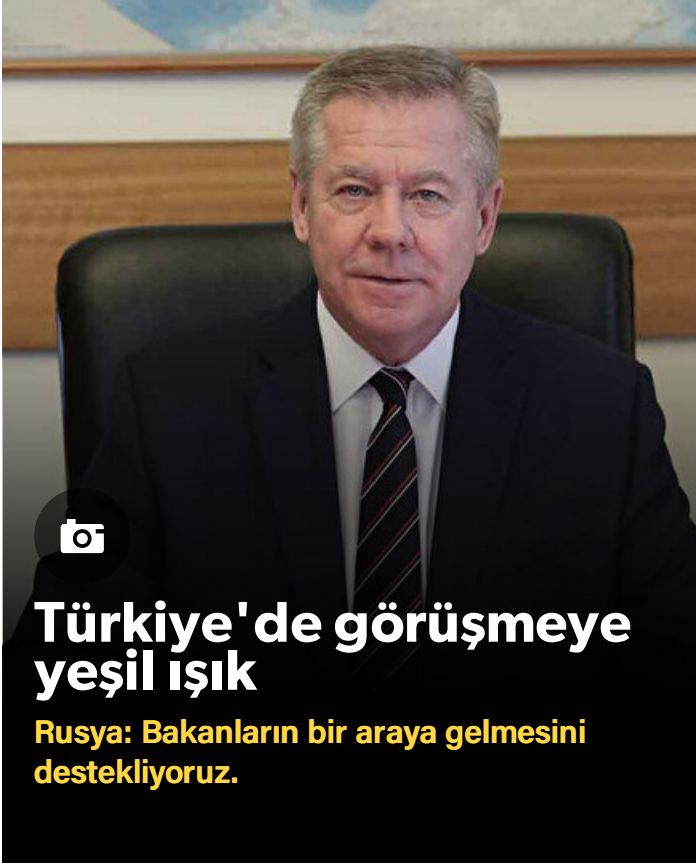 Türkiye'de görüşmeye
yeşil ışık
Rusya: Bakanların bir araya gelmesini
destekliyoruz.